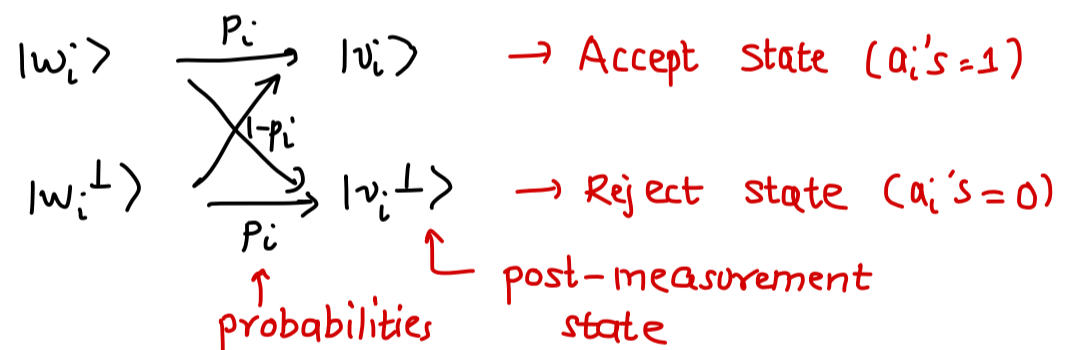 |wᵢ⟩ pᵢ |vᵢ⟩ → Accept state (aᵢ's=1)
1-pᵢ
|wᵢ⊥⟩ pᵢ |vᵢ⊥⟩ → Reject state (aᵢ's=0)
probabilities
post-measurement
state